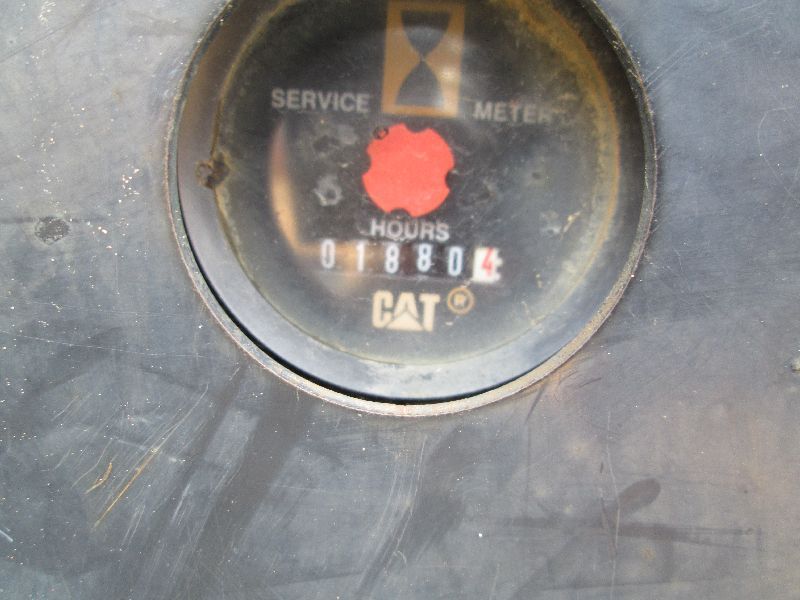 SERVICE METER
HOURS
018804
CAT ®